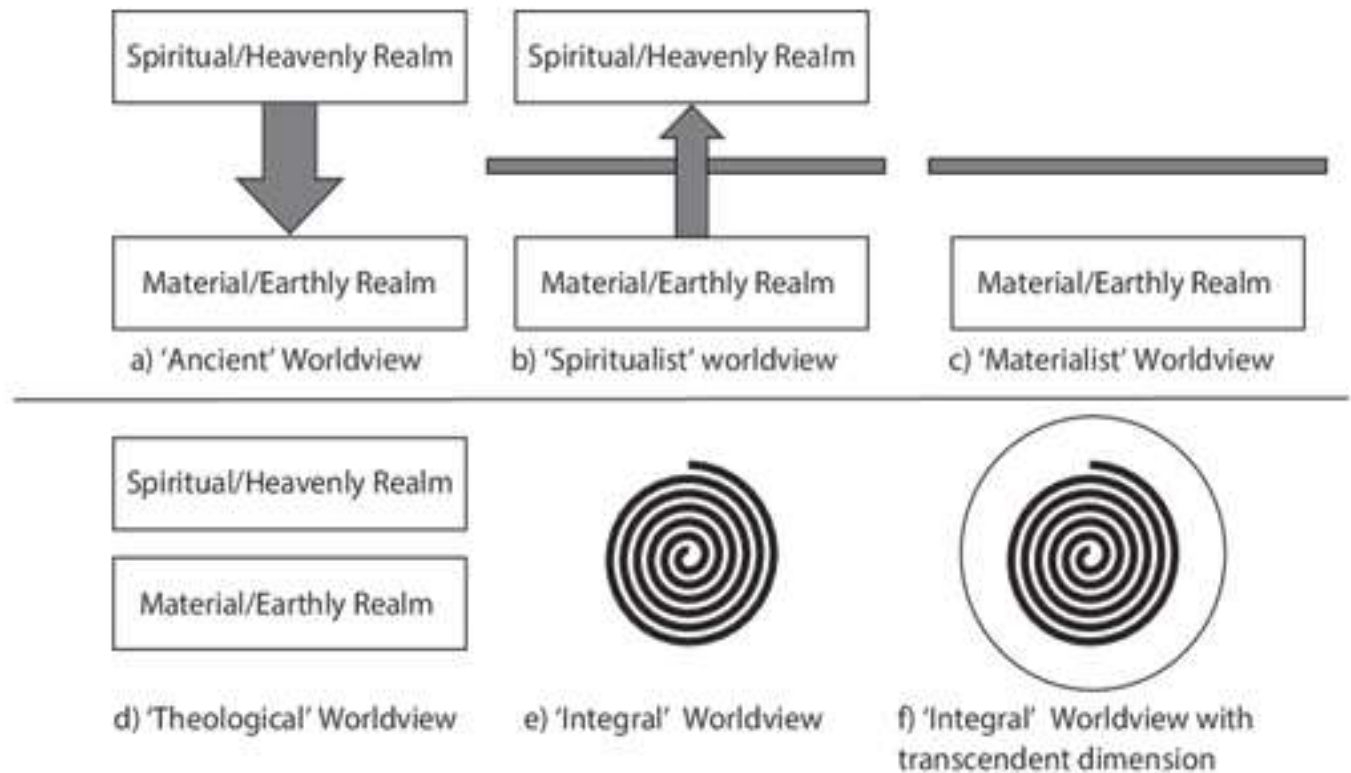 Spiritual/Heavenly Realm
Spiritual/Heavenly Realm
Material/Earthly Realm
Material/Earthly Realm
Material/Earthly Realm
a) ‘Ancient’ Worldview
b) ‘Spiritualist’ worldview
c) ‘Materialist’ Worldview
Spiritual/Heavenly Realm
Material/Earthly Realm
d) ‘Theological’ Worldview
e) ‘Integral’ Worldview
f) ‘Integral’ Worldview with
transcendent dimension